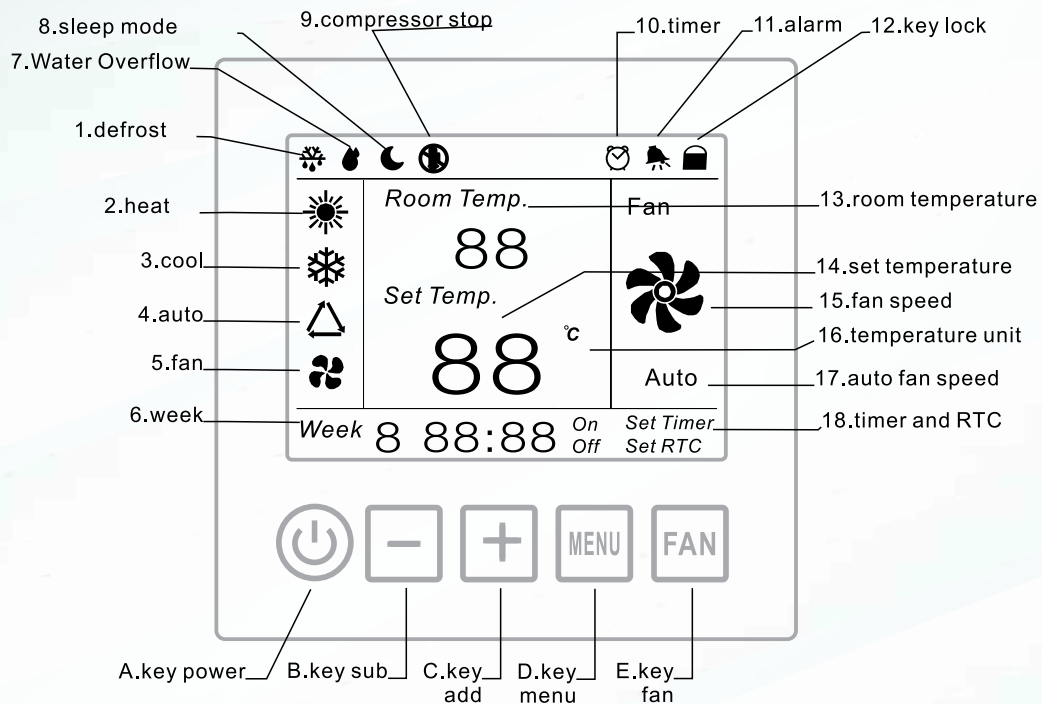 9.compressor stop
8.sleep mode
10.timer
11.alarm
12.key lock
7.Water Overflow
1.defrost
2.heat
Room Temp.
Fan
13.room temperature
88
3.cool
14.set temperature
Set Temp.
15.fan speed
4.auto
°C
16.temperature unit
88
5.fan
Auto
17.auto fan speed
6.week
Week 8 88:88 On Set Timer
Off Set RTC
18.timer and RTC
MENU
FAN
A.key power
B.key sub
C.key
add
D.key
menu
E.key
fan